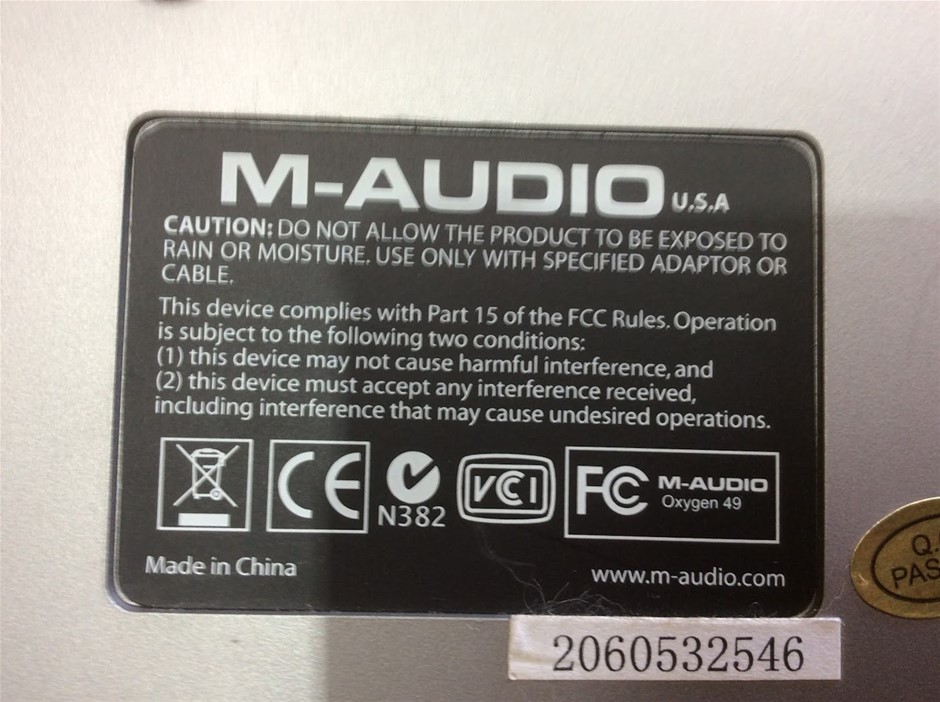 M-AUDIO U.S.A
CAUTION: DO NOT ALLOW THE PRODUCT TO BE EXPOSED TO
RAIN OR MOISTURE. USE ONLY WITH SPECIFIED ADAPTOR OR
CABLE.
This device complies with Part 15 of the FCC Rules. Operation
is subject to the following two conditions:
(1) this device may not cause harmful interference, and
(2) this device must accept any interference received,
including interference that may cause undesired operations.
CE
N382
VCI
FC M-AUDIO
Oxygen 49
Made in China
www.m-audio.com
Q.
PAS
2060532546